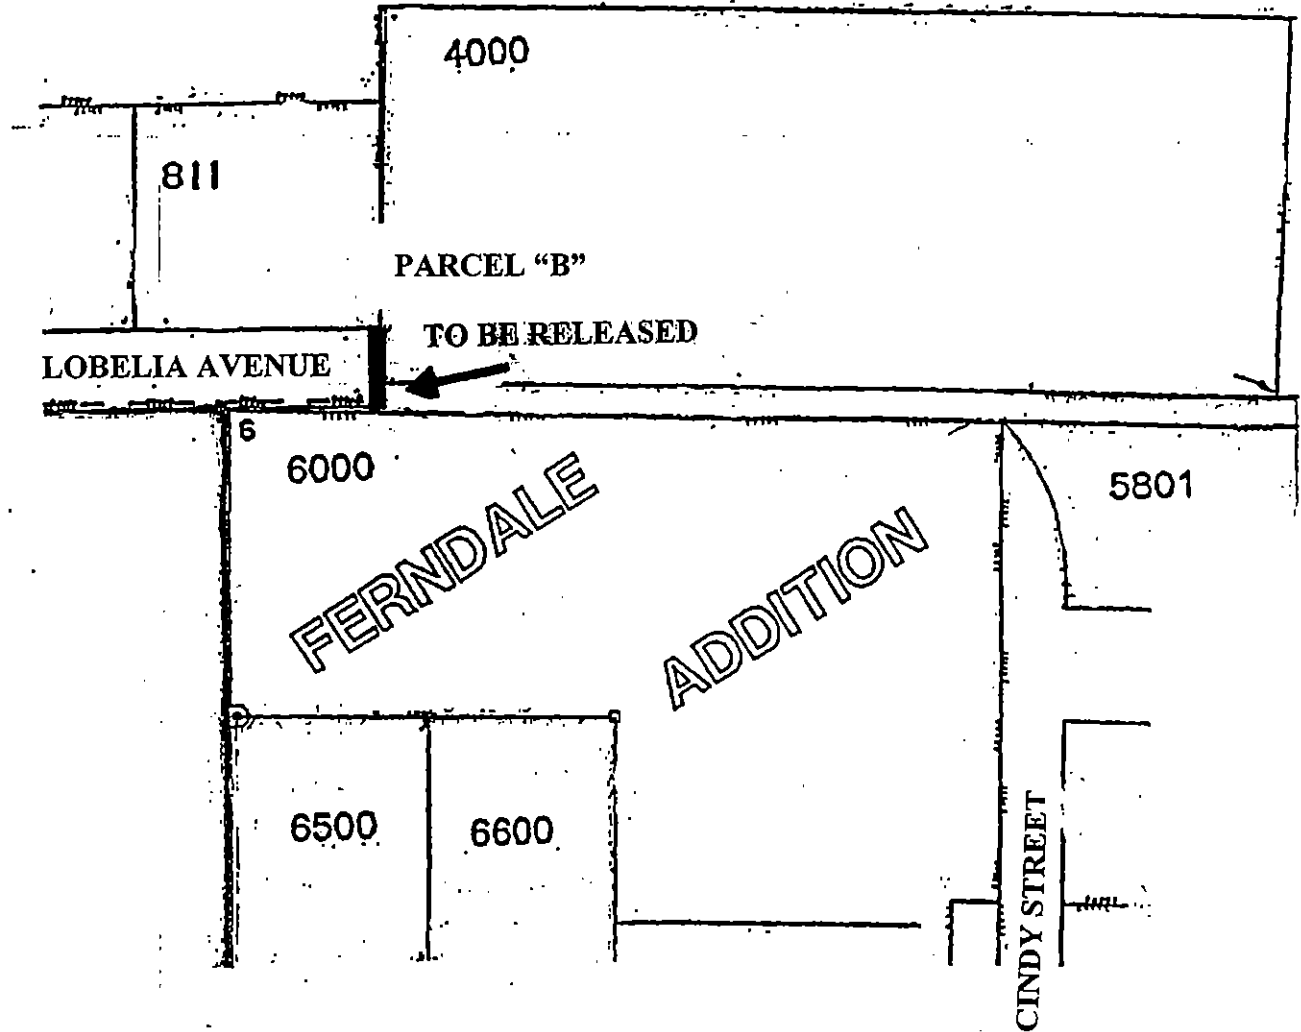 4000
811
PARCEL “B”
TO BE RELEASED
LOBELIA AVENUE
6
6000
5801
FERNDALE
ADDITION
6500
6600
CINDY STREET